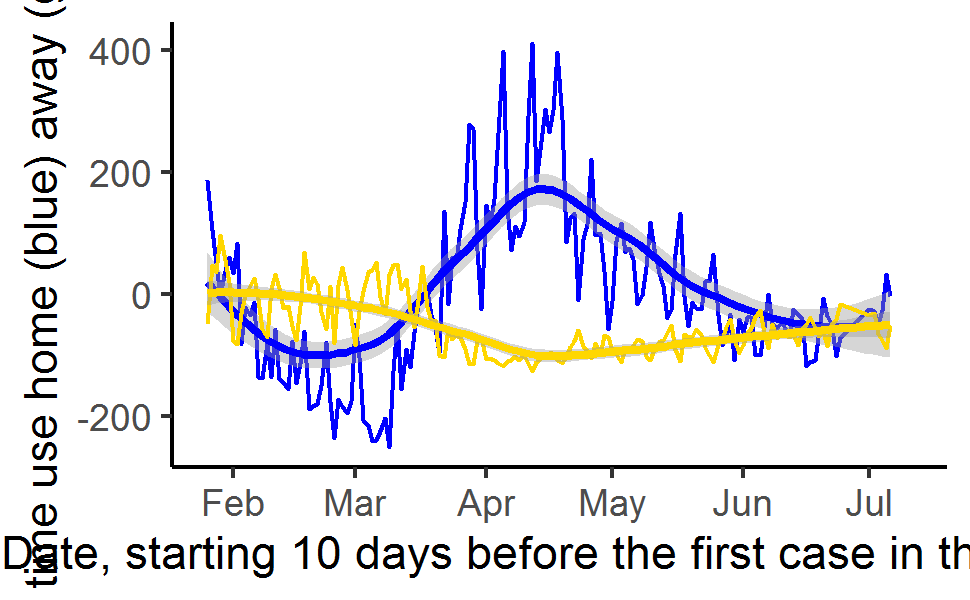 time use home (blue) away (
400
200
0
-200
Feb Mar Apr May Jun Jul
Date, starting 10 days before the first case in th